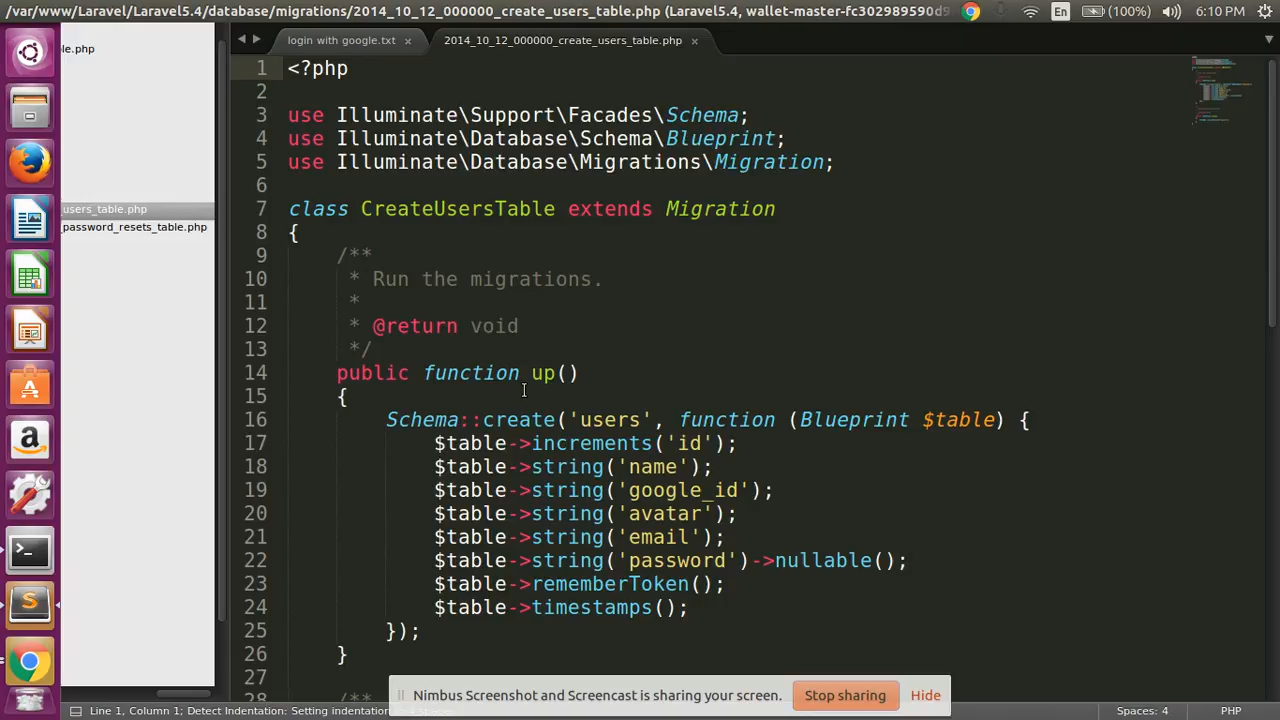 /var/www/Laravel/Laravel5.4/database/migrations/2014_10_12_000000_create_users_table.php (Laravel5.4, wallet-master-fc302989590d9
En
(100%)
6:10 PM
le.php
users_table.php
password_resets_table.php
login with google.txt ×
2014_10_12_000000_create_users_table.php ×
1 <?php
2
3 use Illuminate\Support\Facades\Schema;
4 use Illuminate\Database\Schema\Blueprint;
5 use Illuminate\Database\Migrations\Migration;
6
7 class CreateUsersTable extends Migration
8 {
9 /**
10 * Run the migrations.
11 *
12 * @return void
13 */
14 public function up()
15 {
16 Schema::create('users', function (Blueprint $table) {
17 $table->increments('id');
18 $table->string('name');
19 $table->string('google_id');
20 $table->string('avatar');
21 $table->string('email');
22 $table->string('password')->nullable();
23 $table->rememberToken();
24 $table->timestamps();
25 });
26 }
27
28 /**
Nimbus Screenshot and Screencast is sharing your screen.
Stop sharing
Hide
Line 1, Column 1; Detect Indentation: Setting indentation to 4
Spaces: 4
PHP